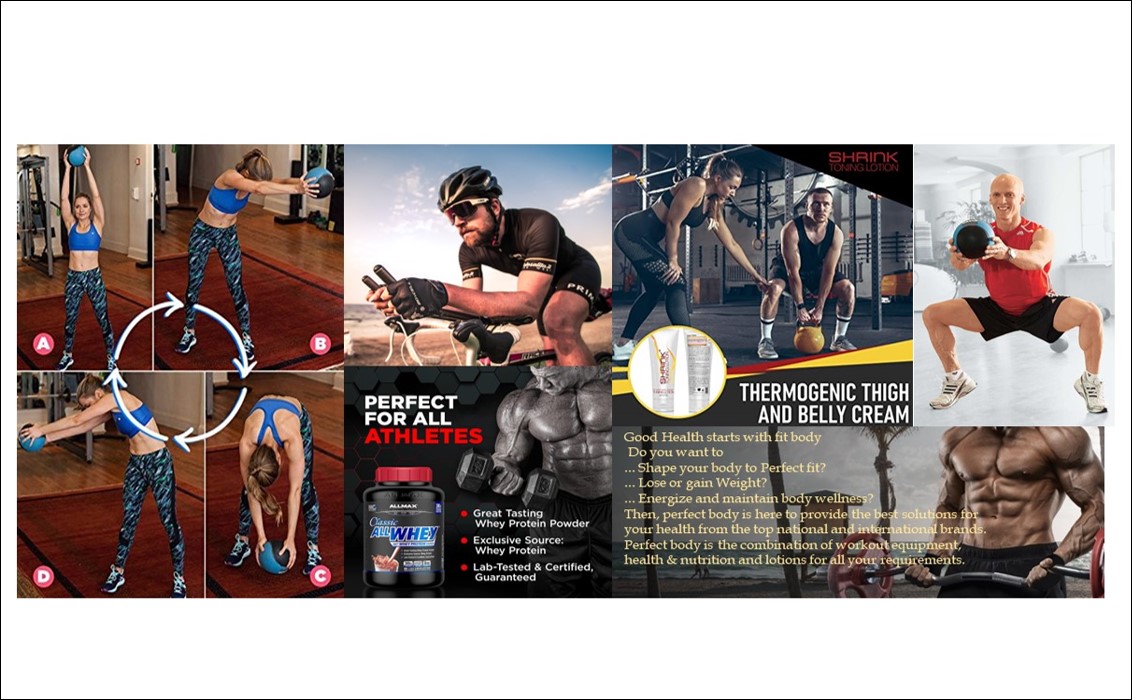 A
B
D
C
PRIM
PERFECT
FOR ALL
ATHLETES
ALLMAX
Classic
ALLWHEY
Great Tasting
Whey Protein Powder
Exclusive Source:
Whey Protein
Lab-Tested & Certified,
Guaranteed
SHRINK
TONING LOTION
SHRINK
THERMOGENIC THIGH
AND BELLY CREAM
Good Health starts with fit body
Do you want to
... Shape your body to Perfect fit?
... Lose or gain Weight?
... Energize and maintain body wellness?
Then, perfect body is here to provide the best solutions for
your health from the top national and international brands.
Perfect body is the combination of workout equipment,
health & nutrition and lotions for all your requirements.